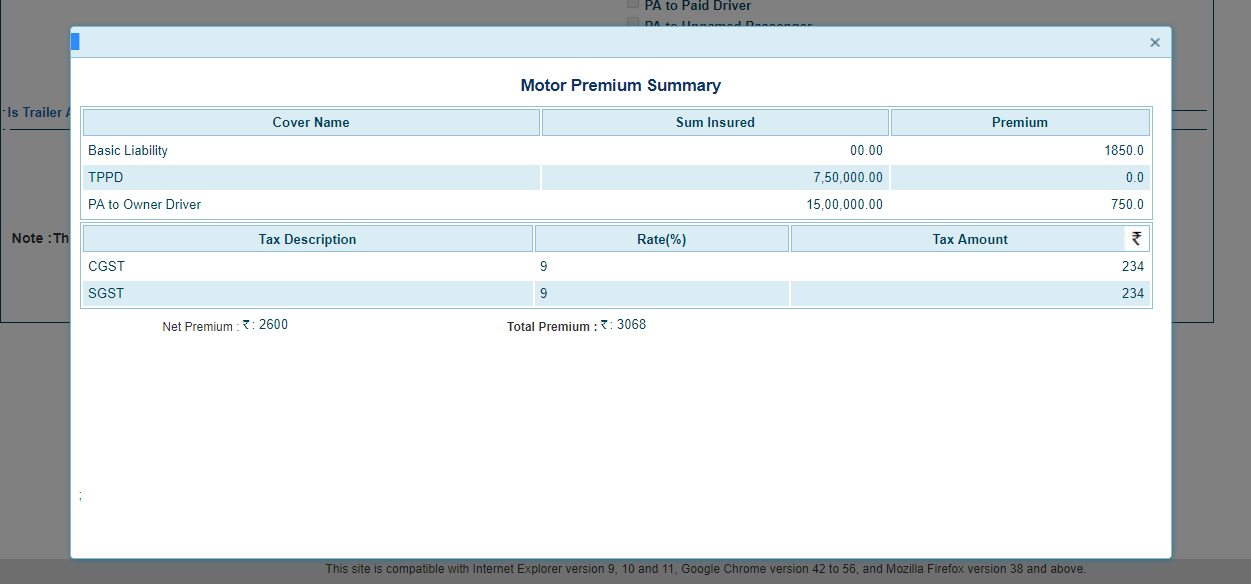 PA to Paid Driver
PA to Unnamed Passenger
×
Motor Premium Summary
Cover Name Sum Insured Premium
Basic Liability 00.00 1850.0
TPPD 7,50,000.00 0.0
PA to Owner Driver 15,00,000.00 750.0
Is Trailer A
Tax Description Rate(%) Tax Amount ₹
Note :Th
CGST 9 234
SGST 9 234
Net Premium : ₹ : 2600 Total Premium : ₹ : 3068
;
This site is compatible with Internet Explorer version 9, 10 and 11, Google Chrome version 42 to 56, and Mozilla Firefox version 38 and above.